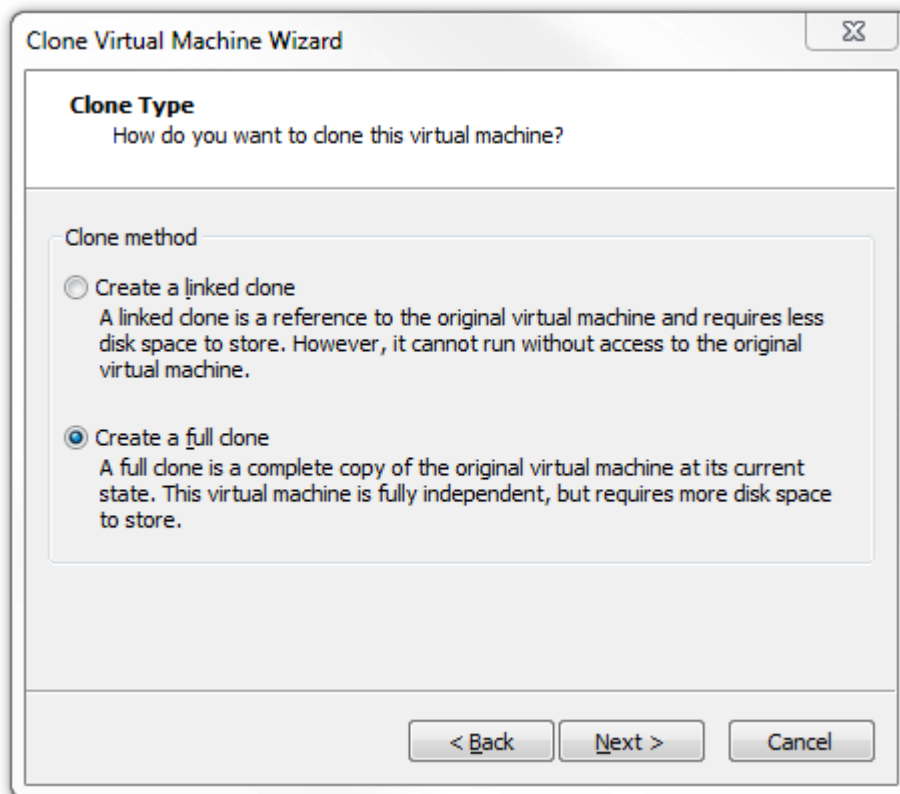 Clone Virtual Machine Wizard
Clone Type
How do you want to clone this virtual machine?
Clone method
Create a linked clone
A linked clone is a reference to the original virtual machine and requires less
disk space to store. However, it cannot run without access to the original
virtual machine.
Create a full clone
A full clone is a complete copy of the original virtual machine at its current
state. This virtual machine is fully independent, but requires more disk space
to store.
< Back
Next >
Cancel